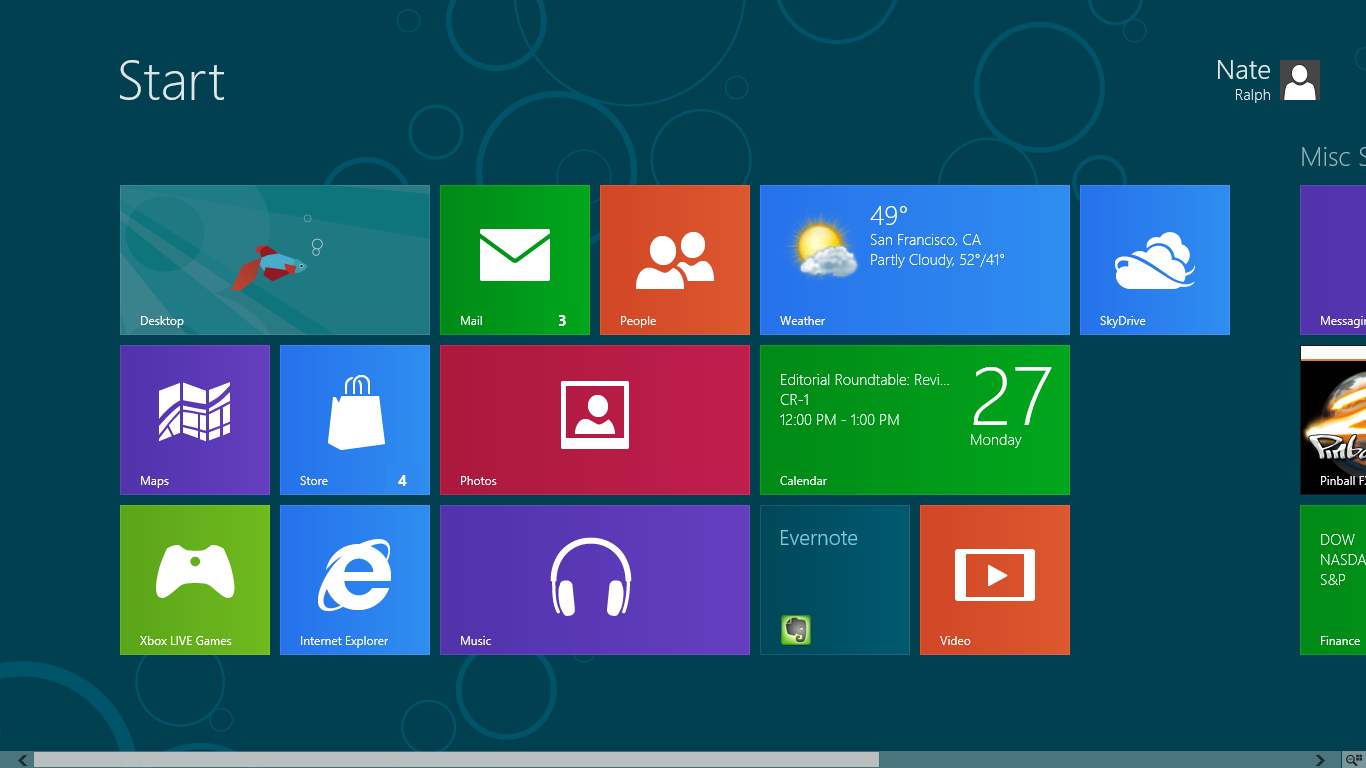 Start
Nate
Ralph
Misc S
Desktop
Mail 3
People
49°
San Francisco, CA
Partly Cloudy, 52°/41°
Weather
SkyDrive
Messagin
Maps
Store 4
Photos
Editorial Roundtable: Revi...
CR-1
12:00 PM - 1:00 PM
27
Monday
Calendar
Pinball FX
Xbox LIVE Games
Internet Explorer
Music
Evernote
Video
DOW
NASDA
S&P
Finance